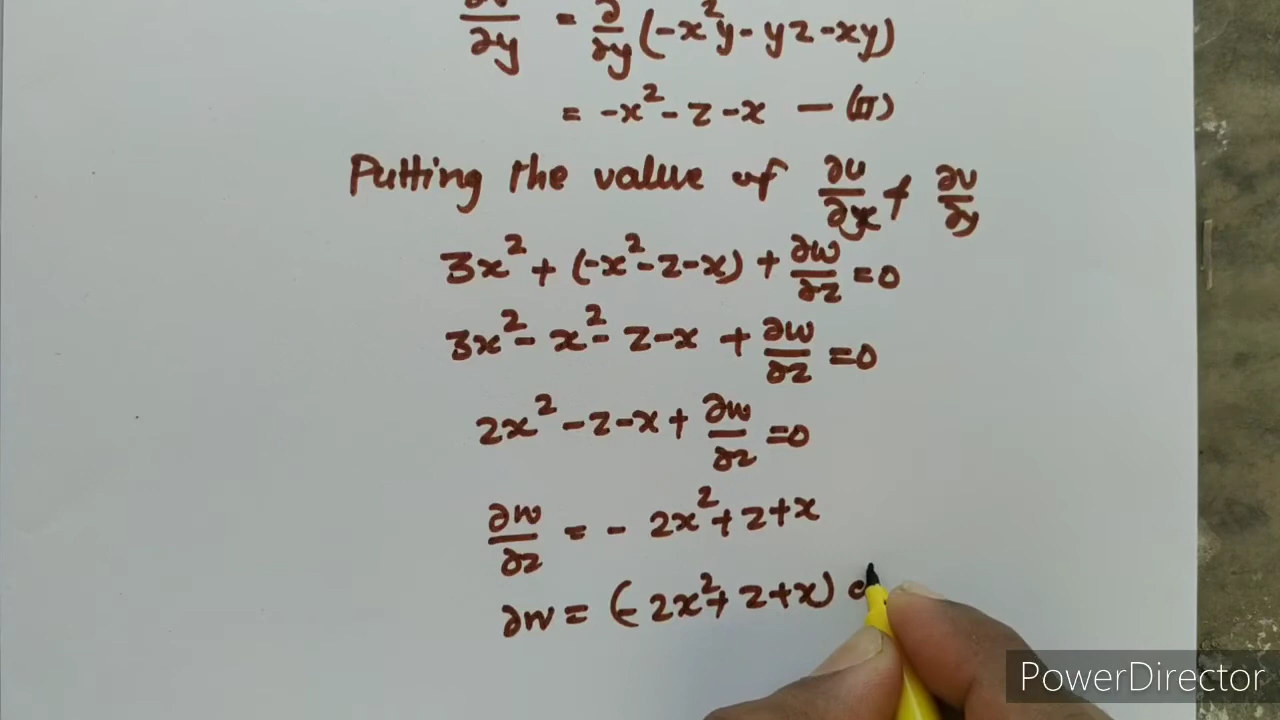 ∂v/∂y = ∂/∂y (-x²y - yz - xy)
= -x² - z - x — (II)
Putting the value of ∂u/∂x & ∂v/∂y
3x² + (-x² - z - x) + ∂w/∂z = 0
3x² - x² - z - x + ∂w/∂z = 0
2x² - z - x + ∂w/∂z = 0
∂w/∂z = - 2x² + z + x
∂w = (- 2x² + z + x)
PowerDirector